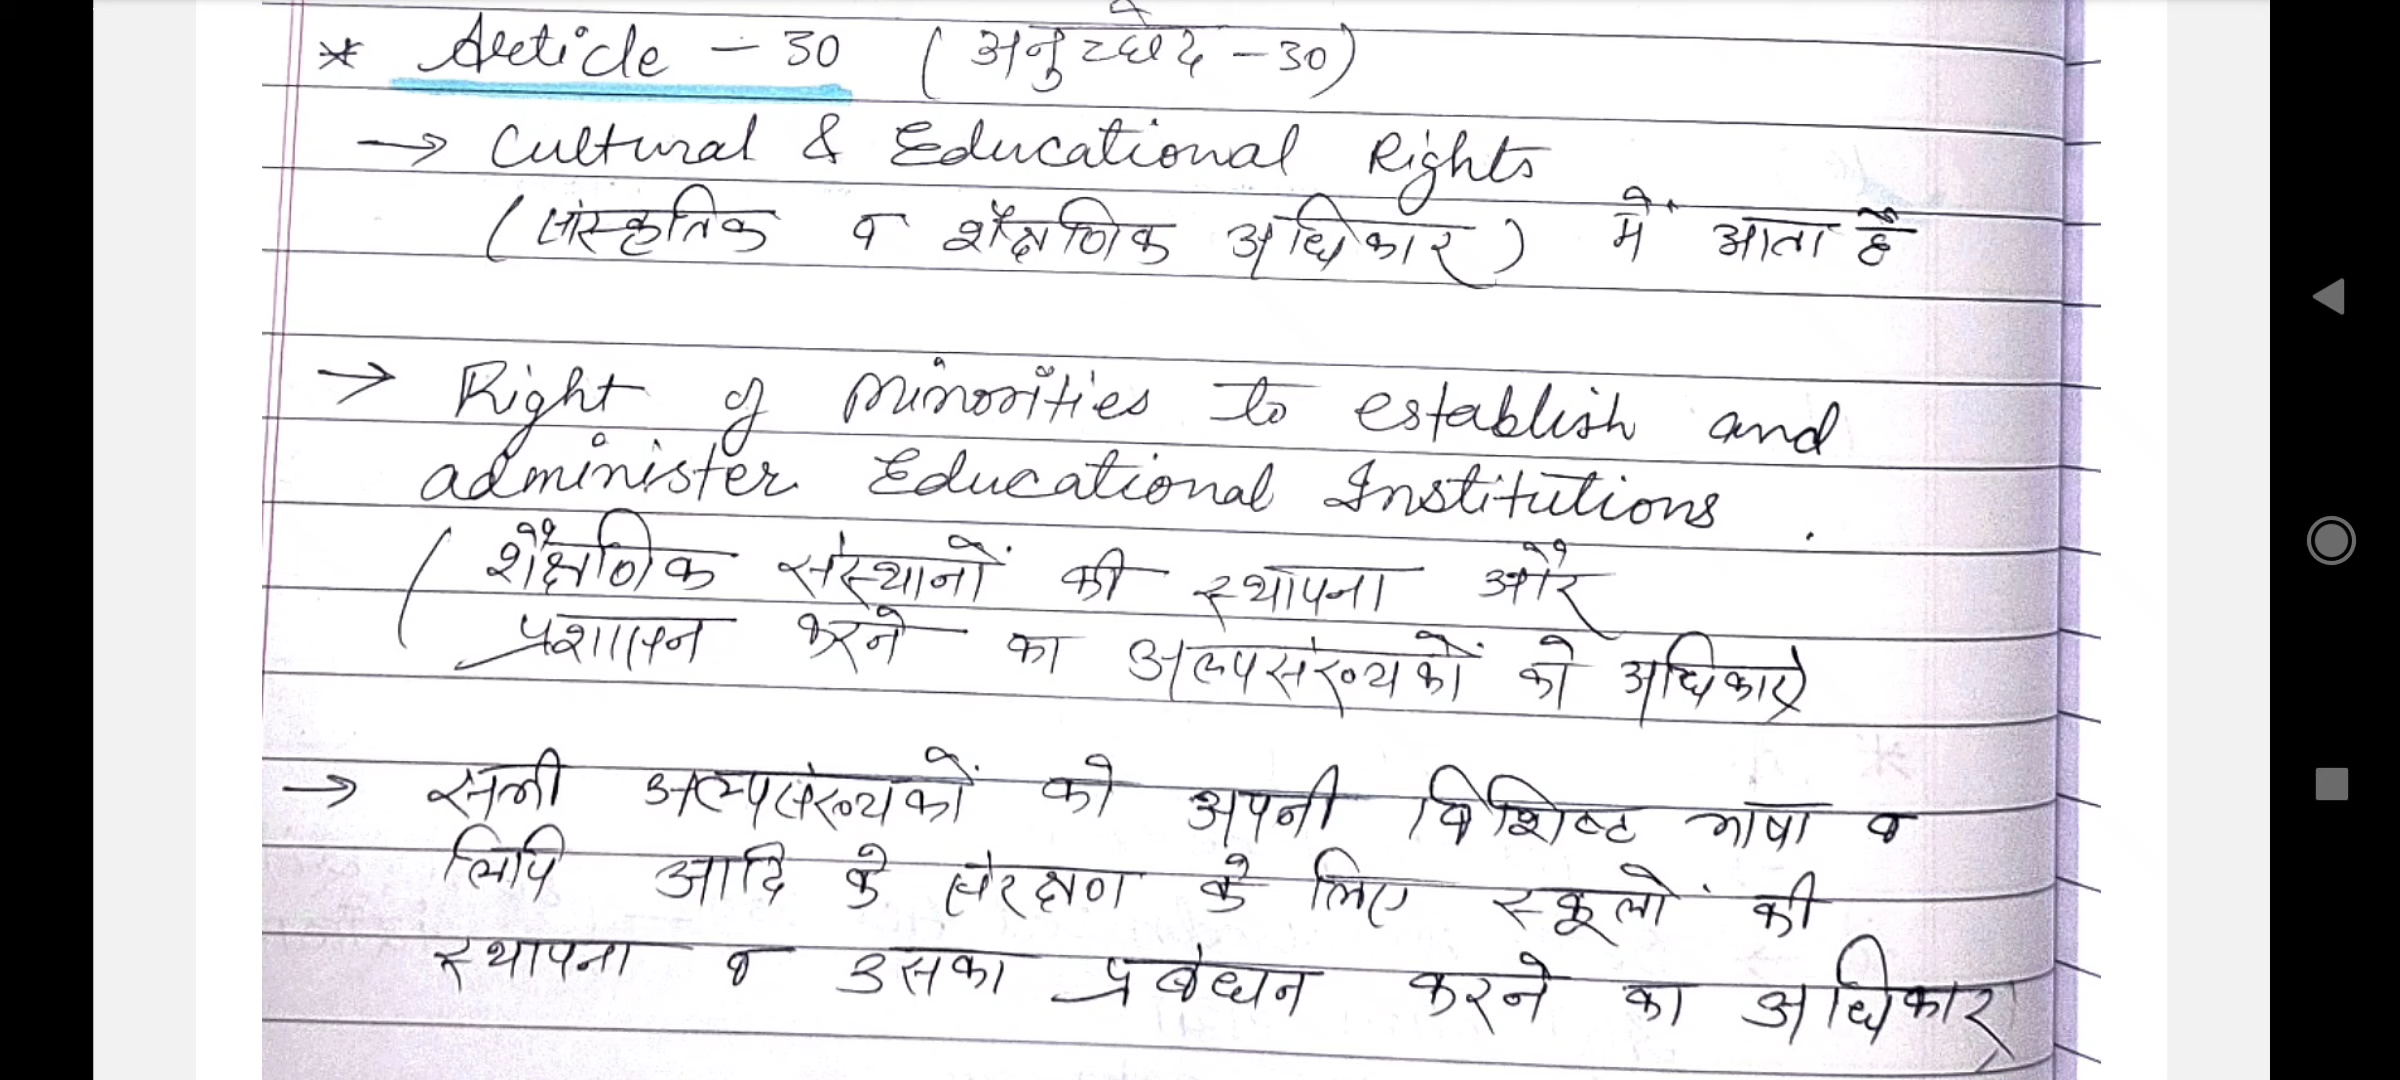 * Article - 30 (अनुच्छेद - 30)
→ Cultural & Educational Rights
(सांस्कृतिक व शैक्षणिक अधिकार) में आता है
→ Right of minorities to establish and
administer Educational Institutions.
(शैक्षणिक संस्थानों की स्थापना और
प्रशासन करने का अल्पसंख्यकों को अधिकार)
→ सभी अल्पसंख्यकों को अपनी विशिष्ट भाषा व
लिपि आदि के संरक्षण के लिए स्कूलों की
स्थापना व उसका प्रबंधन करने का अधिकार